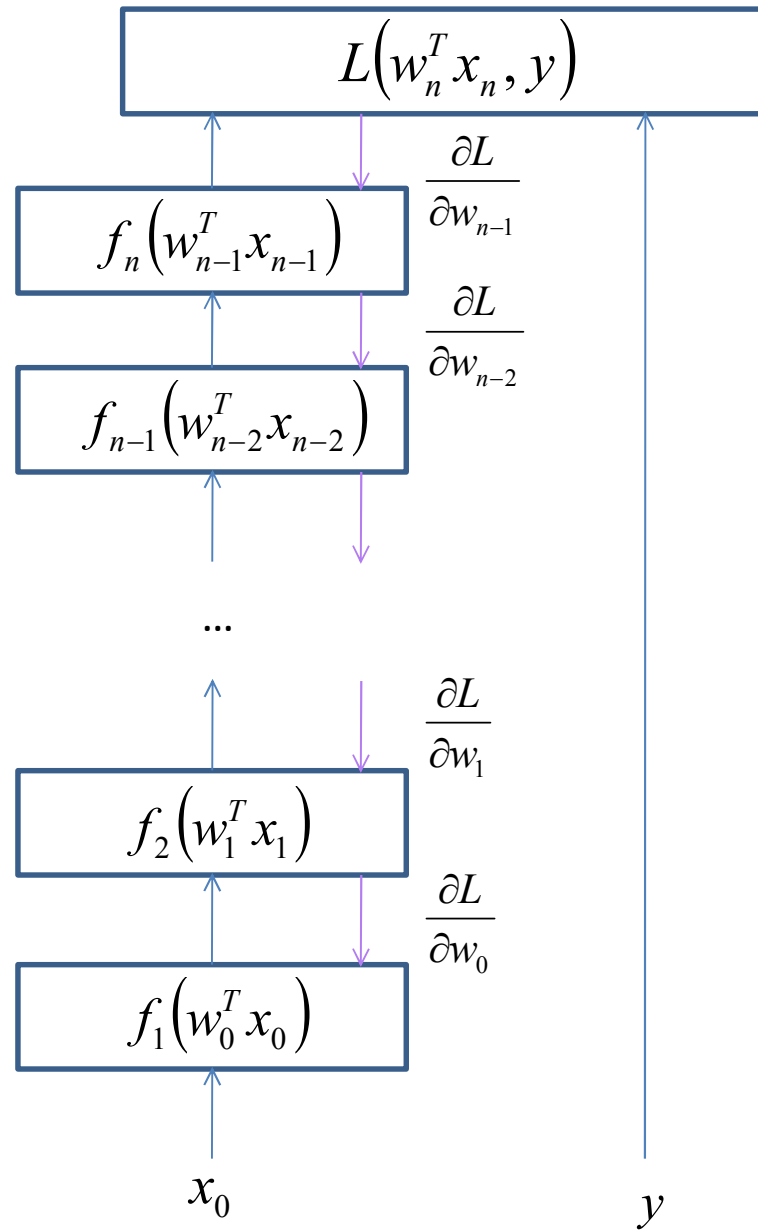 L(w_n^T x_n, y)
∂L/∂w_{n−1}
f_n(w_{n−1}^T x_{n−1})
∂L/∂w_{n−2}
f_{n−1}(w_{n−2}^T x_{n−2})
...
∂L/∂w_1
f_2(w_1^T x_1)
∂L/∂w_0
f_1(w_0^T x_0)
x_0 y